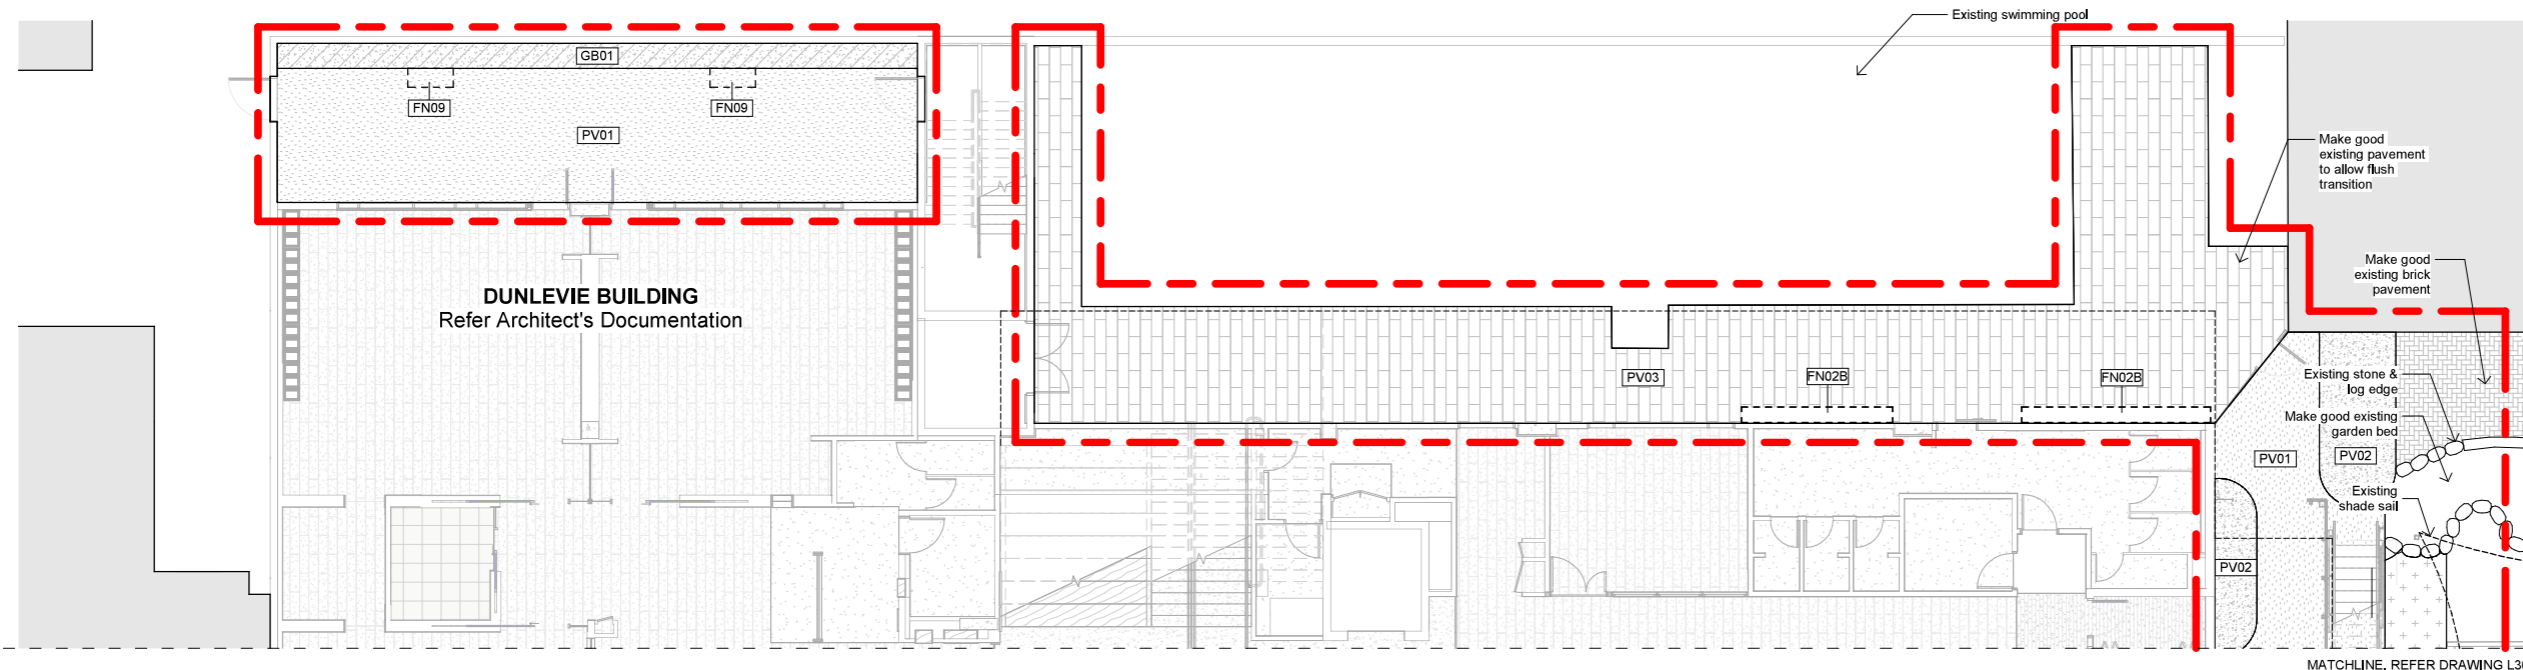 Existing swimming pool
GB01
FN09
FN09
PV01
Make good
existing pavement
to allow flush
transition
DUNLEVIE BUILDING
Refer Architect's Documentation
Make good
existing brick
pavement
PV03
FN02B
FN02B
Existing stone &
log edge
Make good existing
garden bed
PV01
PV02
Existing
shade sail
PV02
MATCHLINE, REFER DRAWING